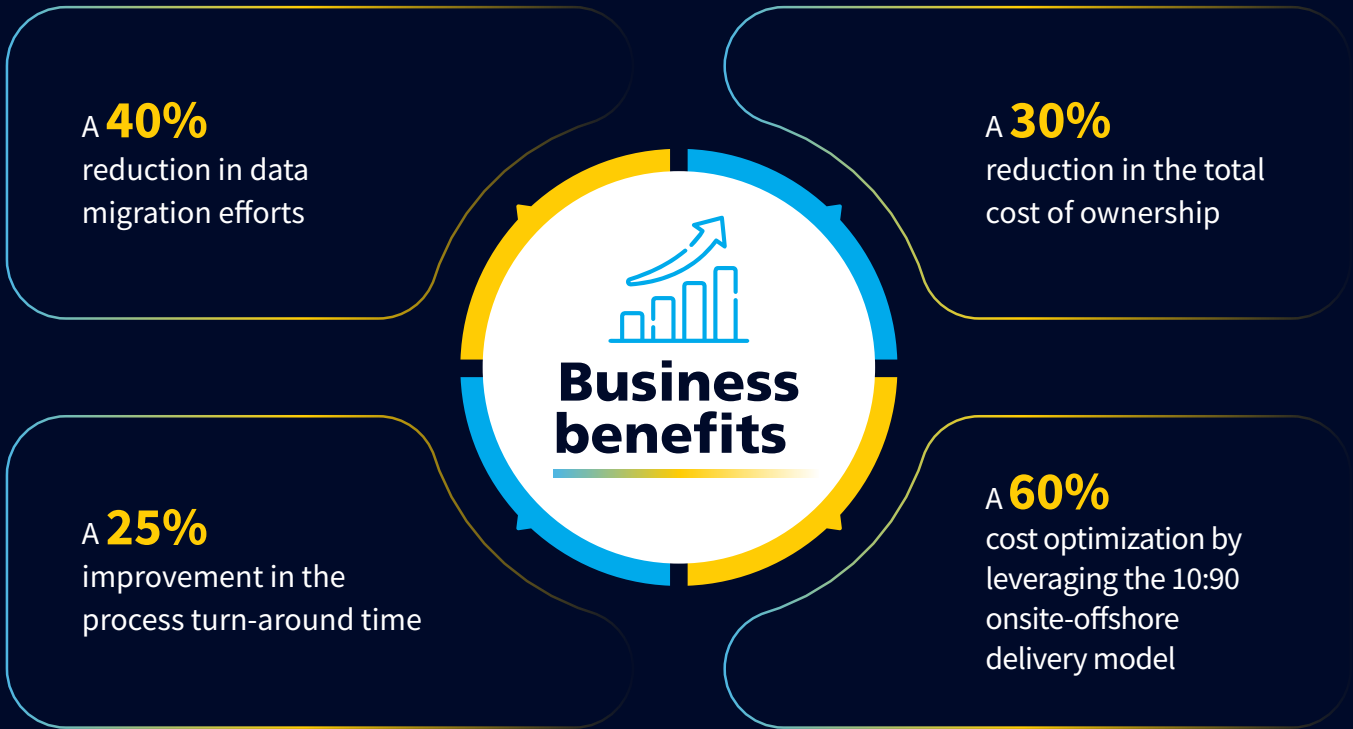 A 40%
reduction in data
migration efforts
A 30%
reduction in the total
cost of ownership
Business
benefits
A 25%
improvement in the
process turn-around time
A 60%
cost optimization by
leveraging the 10:90
onsite-offshore
delivery model